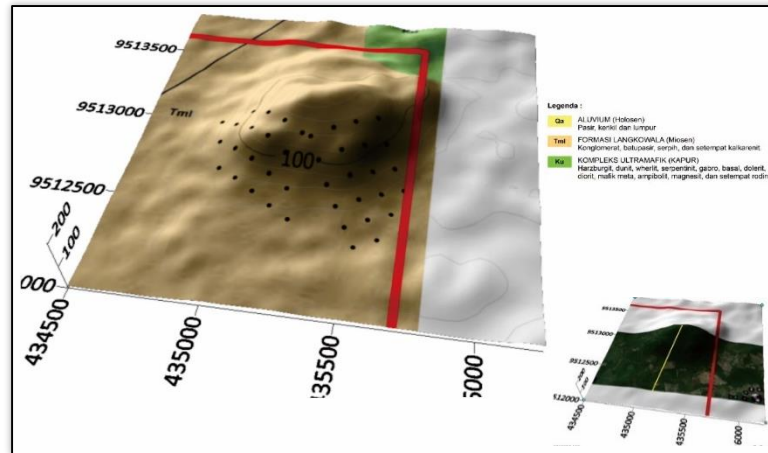 9513500
9513000
9512500
000
200
100
434500
435000
435500
6000
Tml
100
Legenda :
Qa ALUVIUM (Holosen)
Pasir, kerikil dan lumpur
Tml FORMASI LANGKOWALA (Miosen)
Konglomerat, batupasir, serpih, dan setempat kalkarenit
Ku KOMPLEKS ULTRAMAFIK (KAPUR)
Harzburgit, dunit, wherlit, serpentinit, gabro, basal, dolerit,
diorit, mafik meta, ampibolit, magnesit, dan setempat rodin
9513500
9513000
9512500
512000
200
100
434500
435000
435500
6000